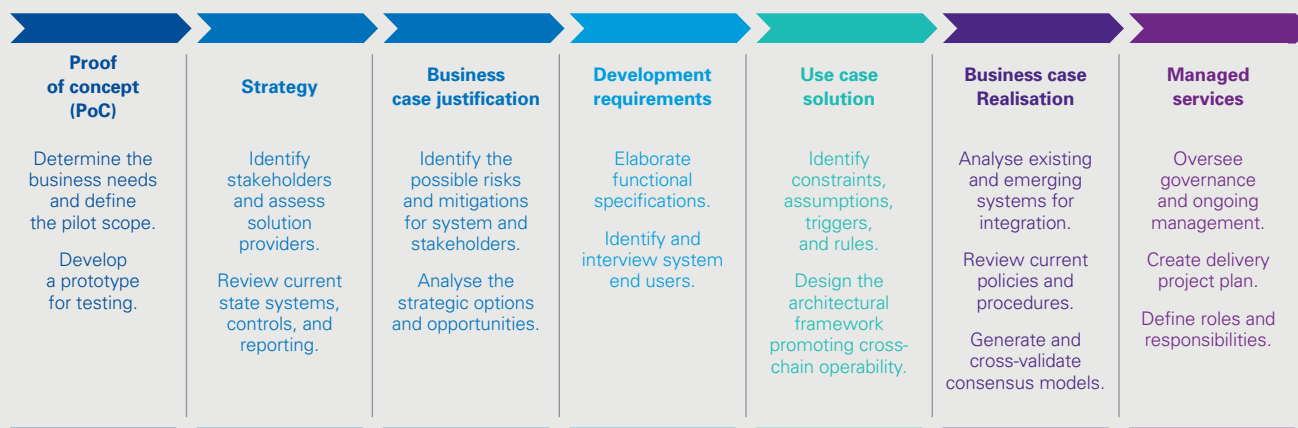 Proof
of concept
(PoC)
Determine the
business needs
and define
the pilot scope.
Develop
a prototype
for testing.
Strategy
Identify
stakeholders
and assess
solution
providers.
Review current
state systems,
controls, and
reporting.
Business
case justification
Identify the
possible risks
and mitigations
for system and
stakeholders.
Analyse the
strategic options
and opportunities.
Development
requirements
Elaborate
functional
specifications.
Identify and
interview system
end users.
Use case
solution
Identify
constraints,
assumptions,
triggers,
and rules.
Design the
architectural
framework
promoting cross-
chain operability.
Business case
Realisation
Analyse existing
and emerging
systems for
integration.
Review current
policies and
procedures.
Generate and
cross-validate
consensus models.
Managed
services
Oversee
governance
and ongoing
management.
Create delivery
project plan.
Define roles and
responsibilities.